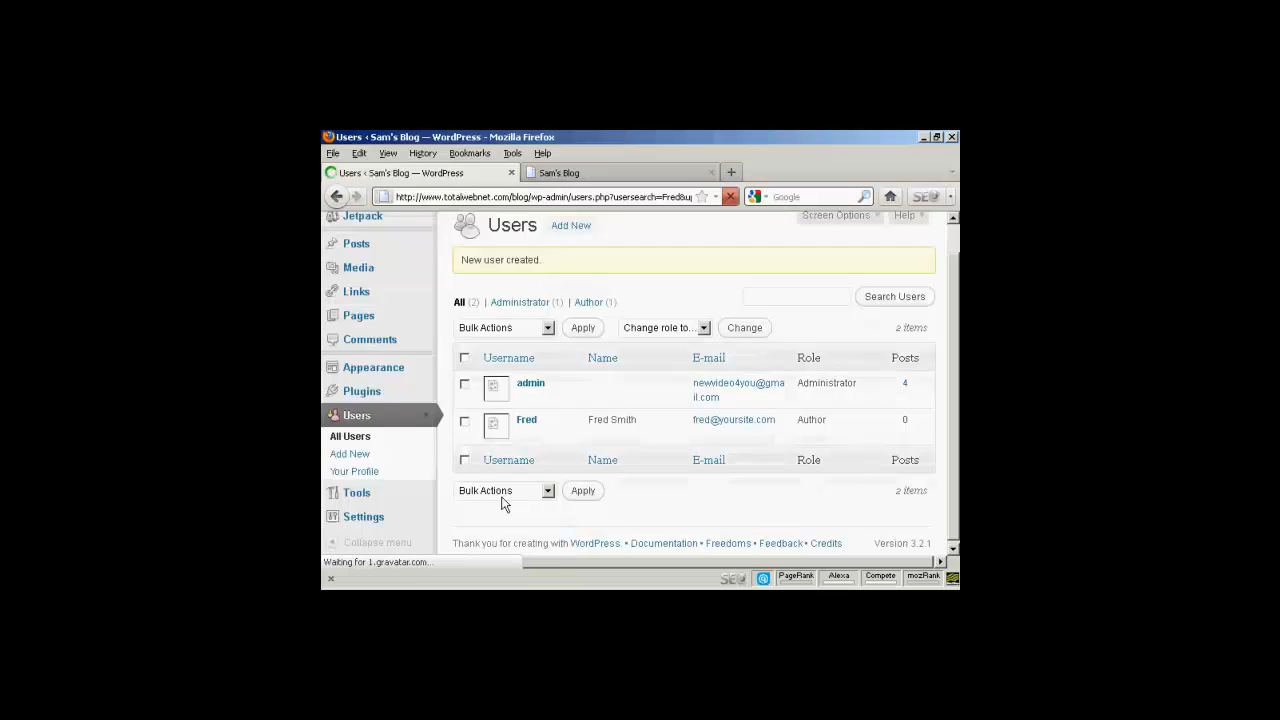 Users ‹ Sam's Blog — WordPress - Mozilla Firefox
File Edit View History Bookmarks Tools Help
Users ‹ Sam's Blog — WordPress Sam's Blog
http://www.totalwebnet.com/blog/wp-admin/users.php?usersearch=Fred&u Google SE
Jetpack
Posts
Media
Links
Pages
Comments
Appearance
Plugins
Users
All Users
Add New
Your Profile
Tools
Settings
Collapse menu
Screen Options Help
Users Add New
New user created.
All (2) | Administrator (1) | Author (1) Search Users
Bulk Actions Apply Change role to... Change 2 items
Username Name E-mail Role Posts
admin newvideo4you@gma Administrator 4
il.com
Fred Fred Smith fred@yoursite.com Author 0
Username Name E-mail Role Posts
Bulk Actions Apply 2 items
Thank you for creating with WordPress. • Documentation • Freedoms • Feedback • Credits Version 3.2.1
Waiting for 1.gravatar.com...
x SE @ PageRank Alexa Compete mozRank